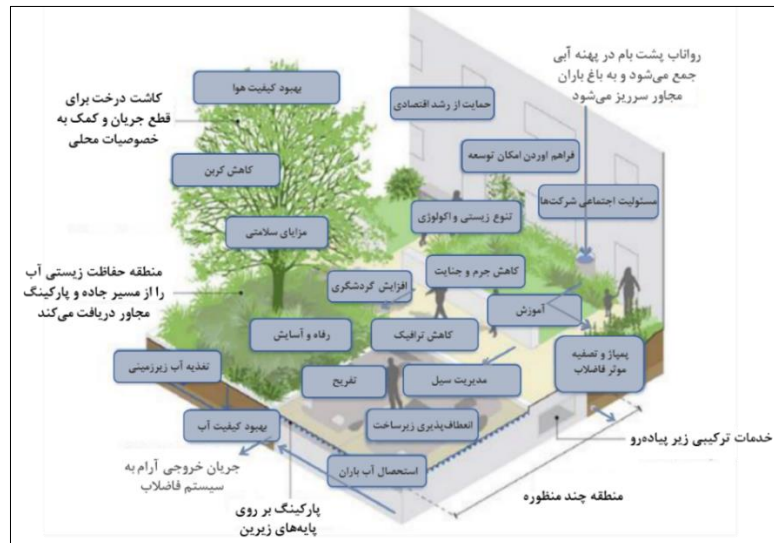 رواناب پشت بام در پهنه آبی
جمع می‌شود و به باغ باران
مجاور سرریز می‌شود
بهبود کیفیت هوا
کاشت درخت برای
قطع جریان و کمک به
خصوصیات محلی
حمایت از رشد اقتصادی
فراهم اوردن امکان توسعه
کاهش کربن
مسئولیت اجتماعی شرکت‌ها
تنوع زیستی و اکولوژی
مزایای سلامتی
منطقه حفاظت زیستی آب
را از مسیر جاده و پارکینگ
مجاور دریافت می‌کند
کاهش جرم و جنایت
افزایش گردشگری
آموزش
کاهش ترافیک
رفاه و آسایش
پمپاژ و تصفیه
موثر فاضلاب
تغذیه آب زیرزمینی
مدیریت سیل
تفریح
انعطاف‌پذیری زیرساخت
بهبود کیفیت آب
خدمات ترکیبی زیر پیاده‌رو
استحصال آب باران
جریان خروجی آرام به
سیستم فاضلاب
منطقه چند منظوره
پارکینگ بر روی
پایه‌های زیرین